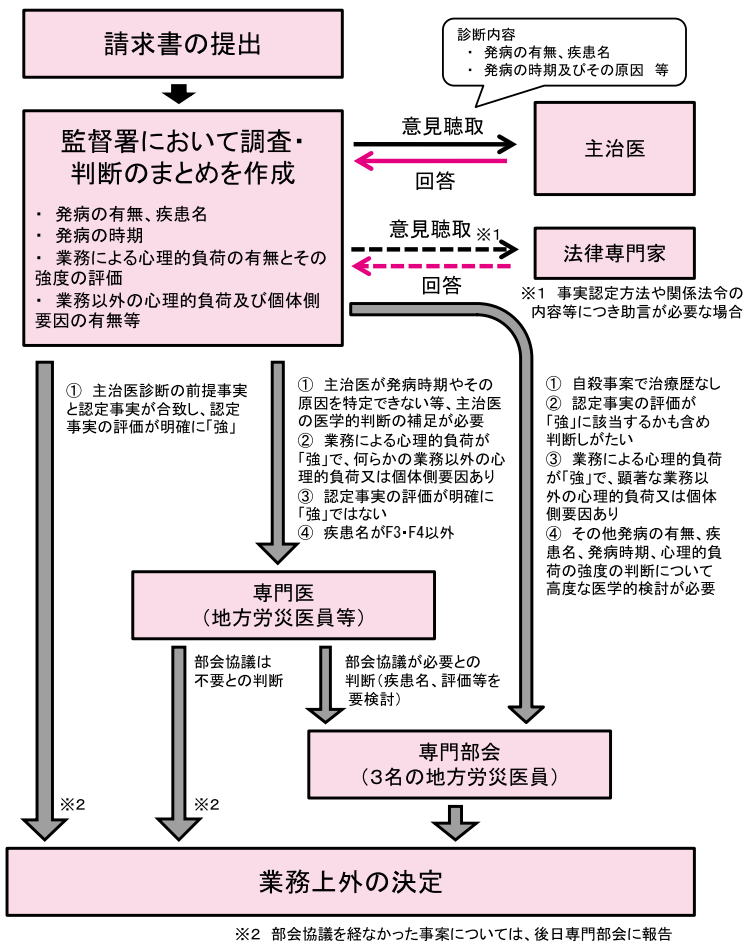 請求書の提出
診断内容
・ 発病の有無、疾患名
・ 発病の時期及びその原因 等
監督署において調査・
判断のまとめを作成
・ 発病の有無、疾患名
・ 発病の時期
・ 業務による心理的負荷の有無とその
強度の評価
・ 業務以外の心理的負荷及び個体側
要因の有無等
意見聴取
回答
主治医
意見聴取※1
回答
法律専門家
※1 事実認定方法や関係法令の
内容等につき助言が必要な場合
① 主治医診断の前提事実
と認定事実が合致し、認定
事実の評価が明確に「強」
① 主治医が発病時期やその
原因を特定できない等、主治医
の医学的判断の補足が必要
② 業務による心理的負荷が
「強」で、何らかの業務以外の心
理的負荷又は個体側要因あり
③ 認定事実の評価が明確に
「強」ではない
④ 疾患名がF3・F4以外
① 自殺事案で治療歴なし
② 認定事実の評価が
「強」に該当するかも含め
判断しがたい
③ 業務による心理的負荷
が「強」で、顕著な業務以
外の心理的負荷又は個体
側要因あり
④ その他発病の有無、疾
患名、発病時期、心理的負
荷の強度の判断について
高度な医学的検討が必要
専門医
（地方労災医員等）
部会協議は
不要との判断
部会協議が必要との
判断（疾患名、評価等を
要検討）
専門部会
（３名の地方労災医員）
※2
※2
業務上外の決定
※2 部会協議を経なかった事案については、後日専門部会に報告